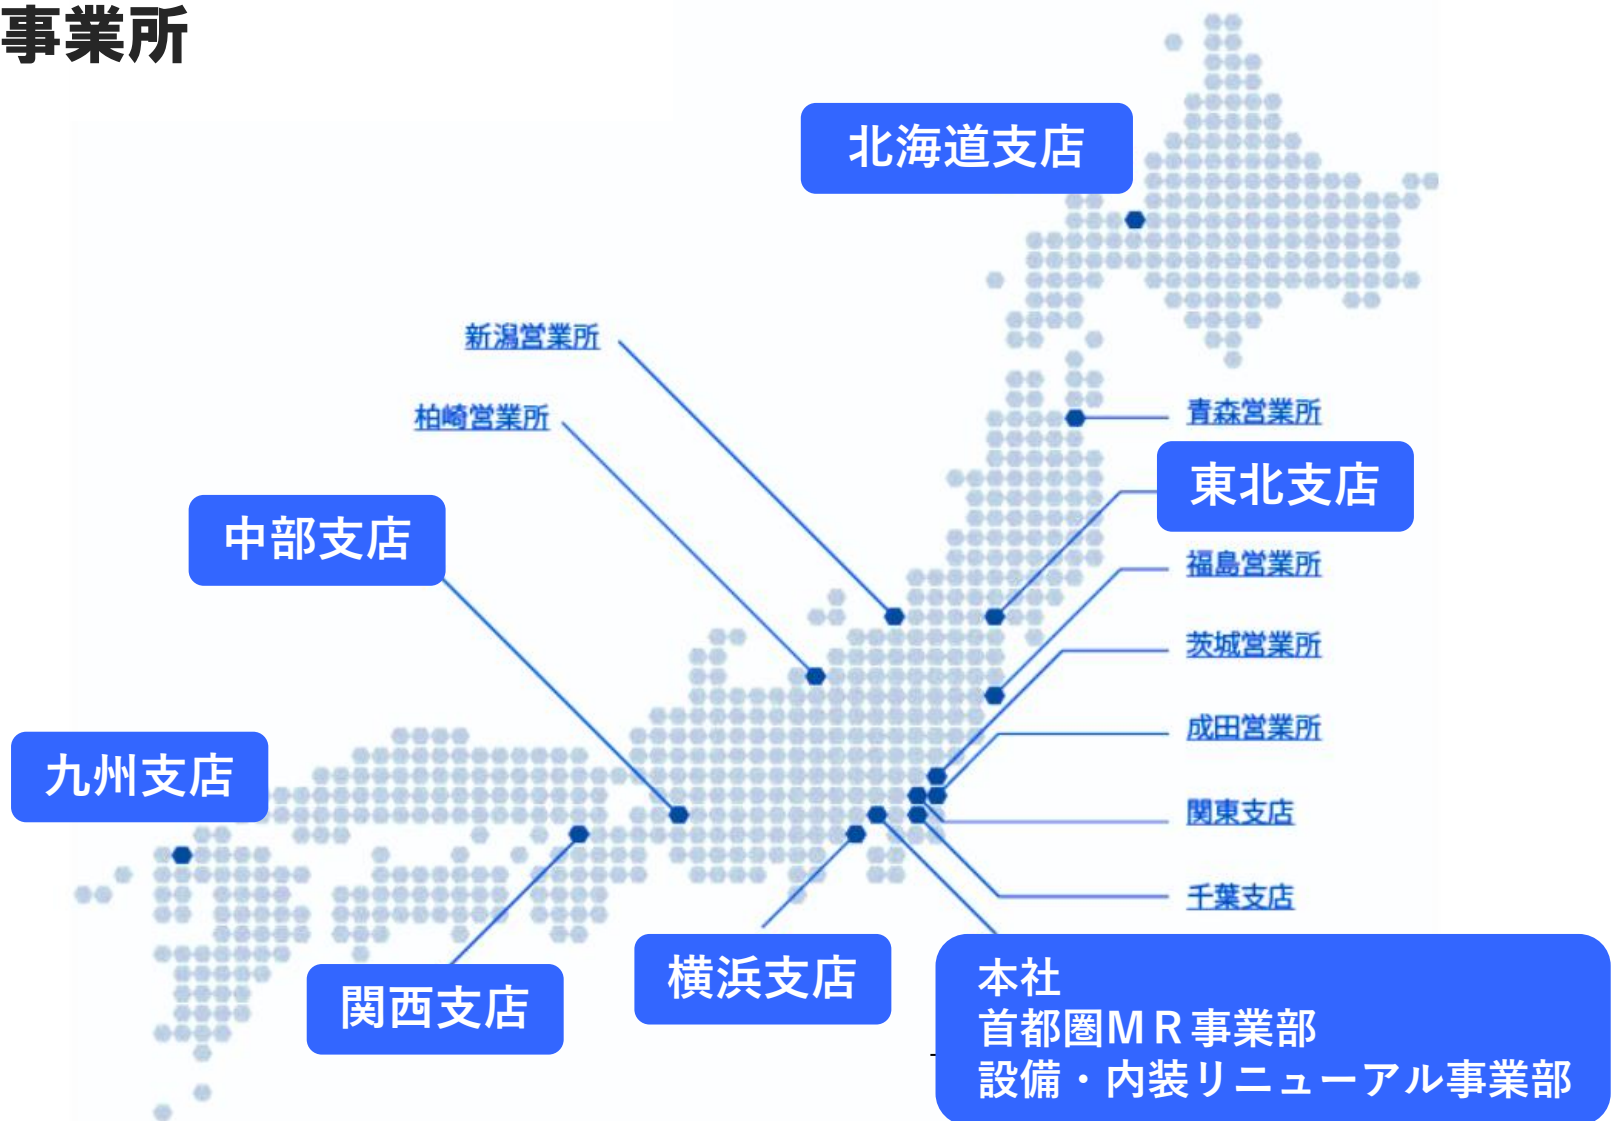 事業所
北海道支店
新潟営業所
柏崎営業所
青森営業所
東北支店
中部支店
福島営業所
茨城営業所
成田営業所
九州支店
関東支店
千葉支店
横浜支店
関西支店
本社
首都圏ＭＲ事業部
設備・内装リニューアル事業部